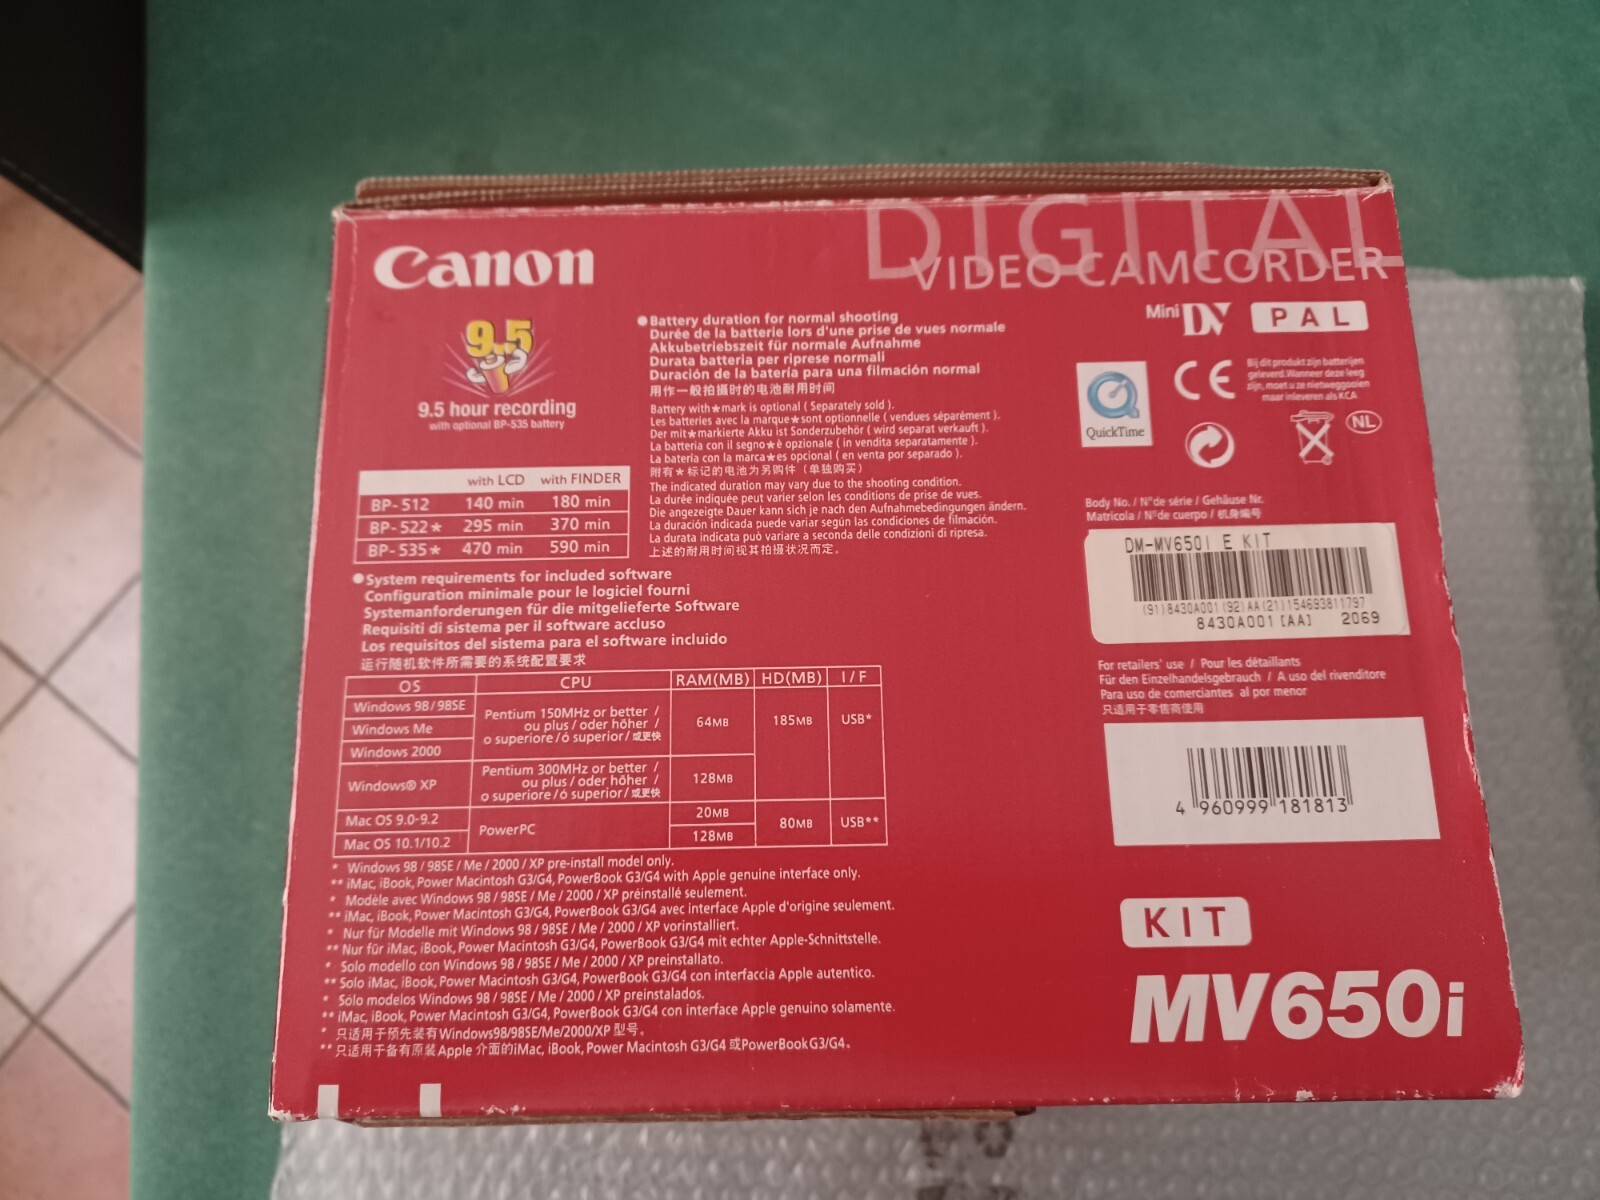 Canon
DIGITAL
VIDEO CAMCORDER
9.5
9.5 hour recording
with optional BP-535 battery
●Battery duration for normal shooting
Durée de la batterie lors d'une prise de vues normale
Akkubetriebszeit für normale Aufnahme
Durata batteria per riprese normali
Duración de la batería para una filmación normal
用作一般拍摄时的电池耐用时间
Battery with★mark is optional ( Separately sold ).
Les batteries avec la marque★sont optionnelle ( vendues séparément ).
Der mit★markierte Akku ist Sonderzubehör ( wird separat verkauft ).
La batteria con il segno★è opzionale ( in vendita separatamente ).
La batería con la marca★es opcional ( en venta por separado ).
附有★标记的电池为另购件 (单独购买)
The indicated duration may vary due to the shooting condition.
La durée indiquée peut varier selon les conditions de prise de vues.
Die angezeigte Dauer kann sich je nach den Aufnahmebedingungen ändern.
La duración indicada puede variar según las condiciones de filmación.
La durata indicata può variare a seconda delle condizioni di ripresa.
上述的耐用时间视其拍摄状况而定。
with LCD with FINDER
BP-512 140 min 180 min
BP-522★ 295 min 370 min
BP-535★ 470 min 590 min
●System requirements for included software
Configuration minimale pour le logiciel fourni
Systemanforderungen für die mitgelieferte Software
Requisiti di sistema per il software accluso
Los requisitos del sistema para el software incluido
运行随机软件所需要的系统配置要求
OS CPU RAM(MB) HD(MB) I/F
Windows 98/98SE
Windows Me
Windows 2000
Pentium 150MHz or better /
ou plus / oder höher /
o superiore / ó superior / 或更快
64MB 185MB USB*
Windows® XP
Pentium 300MHz or better /
ou plus / oder höher /
o superiore / ó superior / 或更快
128MB
Mac OS 9.0-9.2 PowerPC 20MB 80MB USB**
Mac OS 10.1/10.2 128MB
* Windows 98 / 98SE / Me / 2000 / XP pre-install model only.
** iMac, iBook, Power Macintosh G3/G4, PowerBook G3/G4 with Apple genuine interface only.
* Modèle avec Windows 98 / 98SE / Me / 2000 / XP préinstallé seulement.
** iMac, iBook, Power Macintosh G3/G4, PowerBook G3/G4 avec interface Apple d'origine seulement.
* Nur für Modelle mit Windows 98 / 98SE / Me / 2000 / XP vorinstalliert.
** Nur für iMac, iBook, Power Macintosh G3/G4, PowerBook G3/G4 mit echter Apple-Schnittstelle.
* Solo modello con Windows 98 / 98SE / Me / 2000 / XP preinstallato.
** Solo iMac, iBook, Power Macintosh G3/G4, PowerBook G3/G4 con interfaccia Apple autentico.
* Sólo modelos Windows 98 / 98SE / Me / 2000 / XP preinstalados.
** iMac, iBook, Power Macintosh G3/G4, PowerBook G3/G4 con interface Apple genuino solamente.
* 只适用于预先装有Windows98/98SE/Me/2000/XP 型号。
** 只适用于备有原装Apple 介面的iMac, iBook, Power Macintosh G3/G4 或PowerBook G3/G4。
Mini DV PAL
QuickTime
CE
Bij dit produkt zijn batterijen
geleverd.Wanneer deze leeg
zijn, moet u ze niet weggooien
maar inleveren als KCA
NL
Body No. / N°de série / Gehäuse Nr.
Matricola / N°de cuerpo / 机身编号
DM-MV650I E KIT
(91)8430A001(92)AA(21)154693811797
8430A001 [AA] 2069
For retailers' use / Pour les détaillants
Für den Einzelhandelsgebrauch / A uso del rivenditore
Para uso de comerciantes al por menor
只适用于零售商使用
4 960999 181813
KIT
MV650i